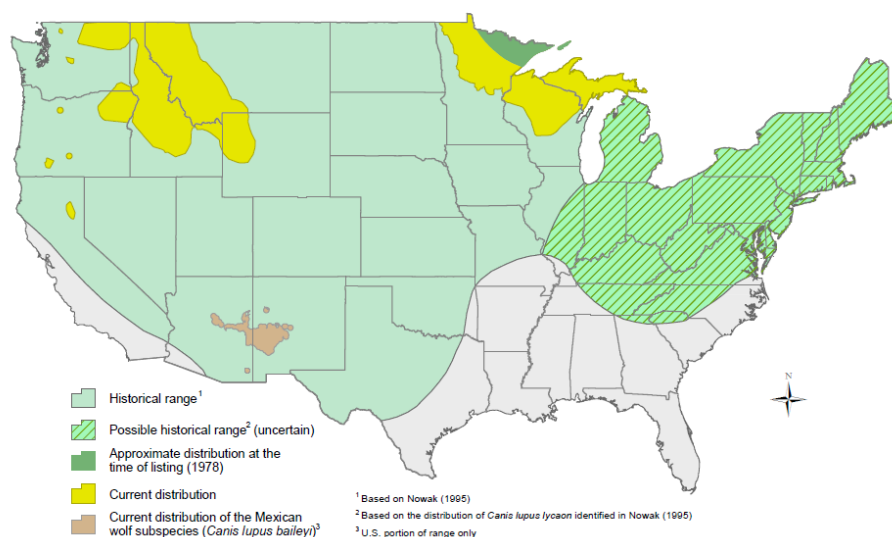 N
Historical range¹
Possible historical range² (uncertain)
Approximate distribution at the
time of listing (1978)
Current distribution
Current distribution of the Mexican
wolf subspecies (Canis lupus baileyi)³
¹ Based on Nowak (1995)
² Based on the distribution of Canis lupus lycaon identified in Nowak (1995)
³ U.S. portion of range only